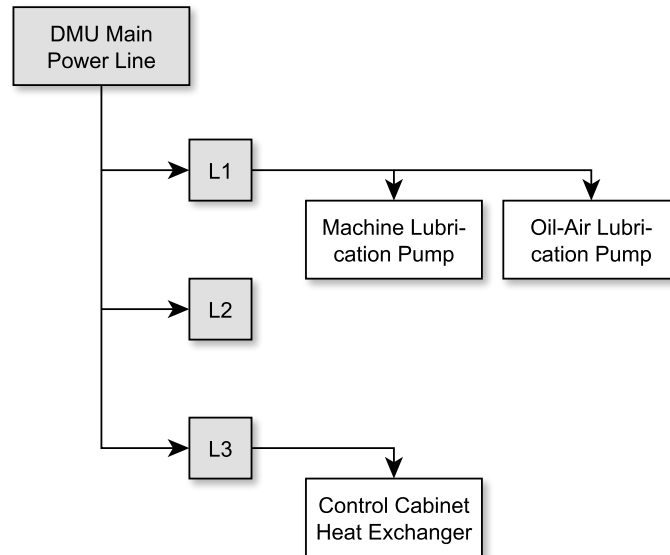 DMU Main
Power Line
L1
Machine Lubri-
cation Pump
Oil-Air Lubri-
cation Pump
L2
L3
Control Cabinet
Heat Exchanger